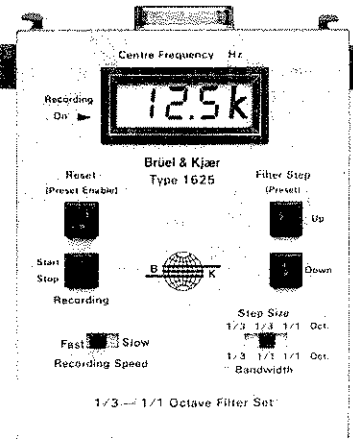 Centre Frequency Hz
Recording
On
12.5k
Brüel & Kjær
Type 1625
Reset
(Preset Enable)
Filter Step
(Preset)
Up
Start
Stop
Recording
B K
Down
Step Size
1/3 1/3 1/1 Oct.
Fast Slow
Recording Speed
1/3 1/1 1/1 Oct.
Bandwidth
1/3 – 1/1 Octave Filter Set